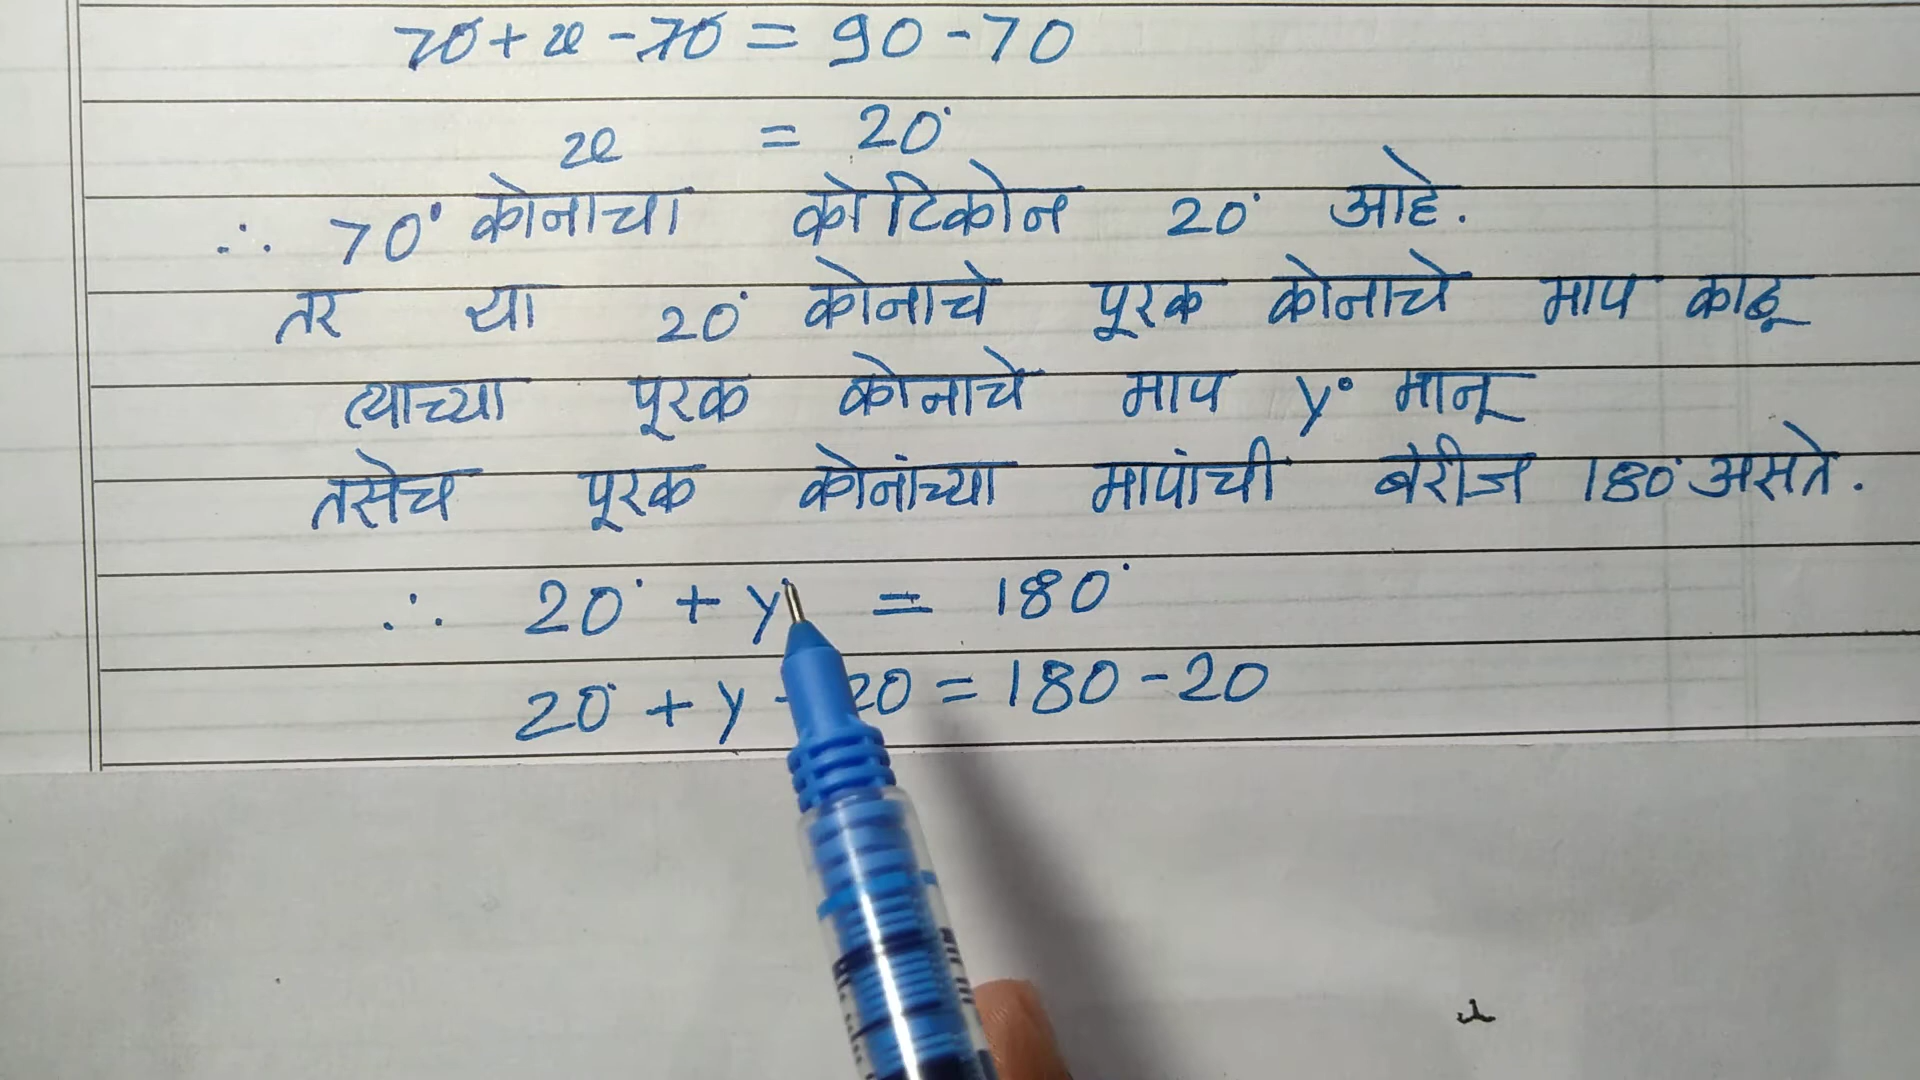 70 + x - 70 = 90 - 70
x = 20°
∴ 70° कोनाचा कोटिकोन 20° आहे.
तर या 20° कोनाचे पूरक कोनाचे माप काढू
त्याच्या पूरक कोनाचे माप y° मानू
तसेच पूरक कोनांच्या मापांची बेरीज 180° असते.
∴ 20° + y = 180°
20° + y - 20 = 180 - 20